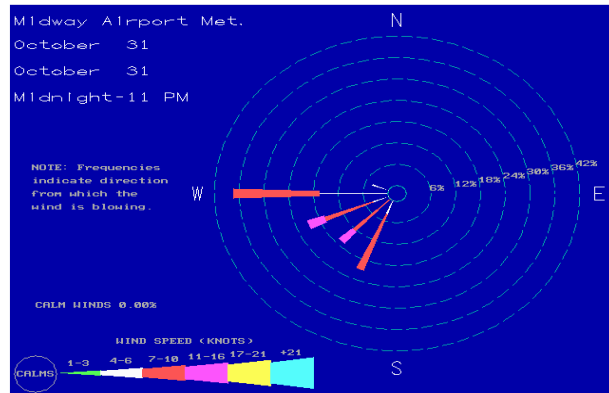 Midway Airport Met.
October 31
October 31
Midnight-11 PM
N
NOTE: Frequencies
indicate direction
from which the
wind is blowing.
W
6%
12%
18%
24%
30%
36%
42%
E
CALM WINDS 0.00%
S
WIND SPEED (KNOTS)
CALMS
1-3
4-6
7-10
11-16
17-21
+21